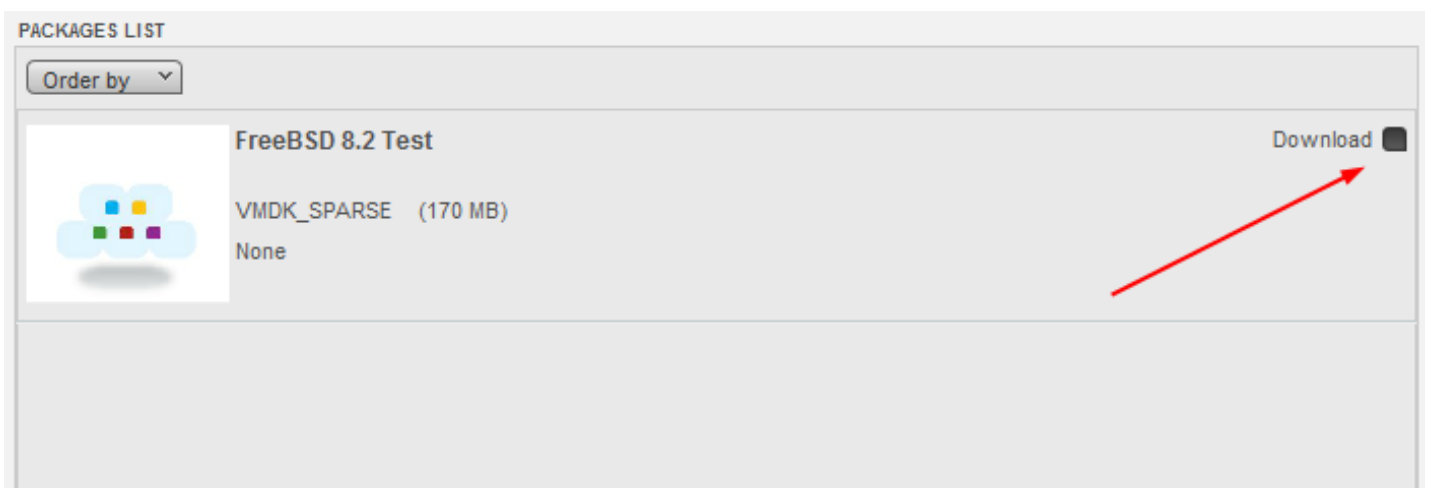 PACKAGES LIST
Order by
FreeBSD 8.2 Test
Download
VMDK_SPARSE (170 MB)
None